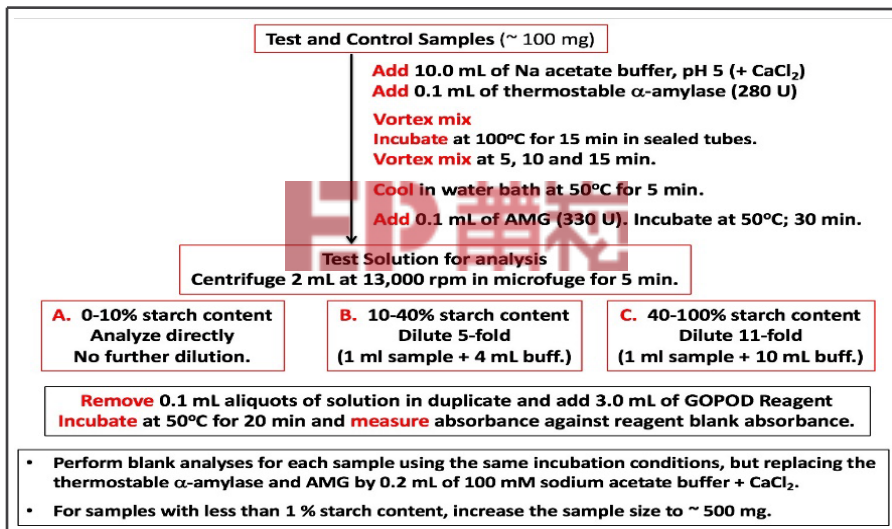 Test and Control Samples (~ 100 mg)
Add 10.0 mL of Na acetate buffer, pH 5 (+ CaCl₂)
Add 0.1 mL of thermostable α-amylase (280 U)
Vortex mix
Incubate at 100ºC for 15 min in sealed tubes.
Vortex mix at 5, 10 and 15 min.
Cool in water bath at 50ºC for 5 min.
Add 0.1 mL of AMG (330 U). Incubate at 50ºC; 30 min.
Test Solution for analysis
Centrifuge 2 mL at 13,000 rpm in microfuge for 5 min.
A. 0-10% starch content
Analyze directly
No further dilution.
B. 10-40% starch content
Dilute 5-fold
(1 ml sample + 4 mL buff.)
C. 40-100% starch content
Dilute 11-fold
(1 ml sample + 10 mL buff.)
Remove 0.1 mL aliquots of solution in duplicate and add 3.0 mL of GOPOD Reagent
Incubate at 50ºC for 20 min and measure absorbance against reagent blank absorbance.
• Perform blank analyses for each sample using the same incubation conditions, but replacing the
thermostable α-amylase and AMG by 0.2 mL of 100 mM sodium acetate buffer + CaCl₂.
• For samples with less than 1 % starch content, increase the sample size to ~ 500 mg.